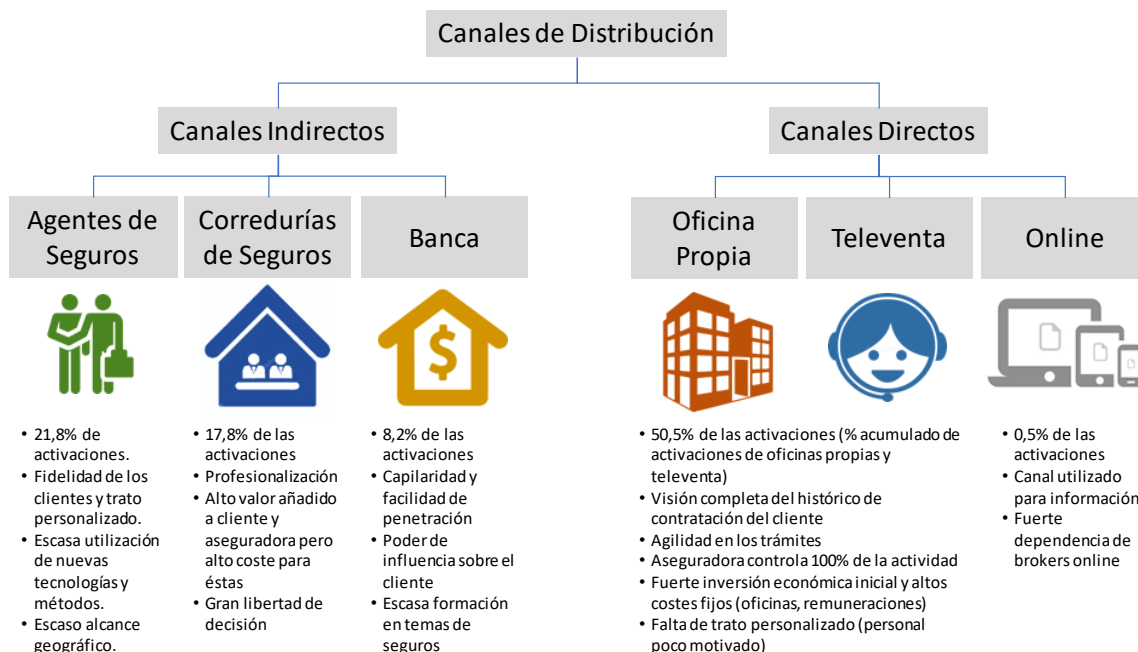 Canales de Distribución
Canales Indirectos
Canales Directos
Agentes de
Seguros
Corredurías
de Seguros
Banca
Oficina
Propia
Televenta
Online
$
• 21,8% de
activaciones.
• Fidelidad de los
clientes y trato
personalizado.
• Escasa utilización
de nuevas
tecnologías y
métodos.
• Escaso alcance
geográfico.
• 17,8% de las
activaciones
• Profesionalización
• Alto valor añadido
a cliente y
aseguradora pero
alto coste para
éstas
• Gran libertad de
decisión
• 8,2% de las
activaciones
• Capilaridad y
facilidad de
penetración
• Poder de
influencia sobre el
cliente
• Escasa formación
en temas de
seguros
• 50,5% de las activaciones (% acumulado de
activaciones de oficinas propias y
televenta)
• Visión completa del histórico de
contratación del cliente
• Agilidad en los trámites
• Aseguradora controla 100% de la actividad
• Fuerte inversión económica inicial y altos
costes fijos (oficinas, remuneraciones)
• Falta de trato personalizado (personal
poco motivado)
• 0,5% de las
activaciones
• Canal utilizado
para información
• Fuerte
dependencia de
brokers online